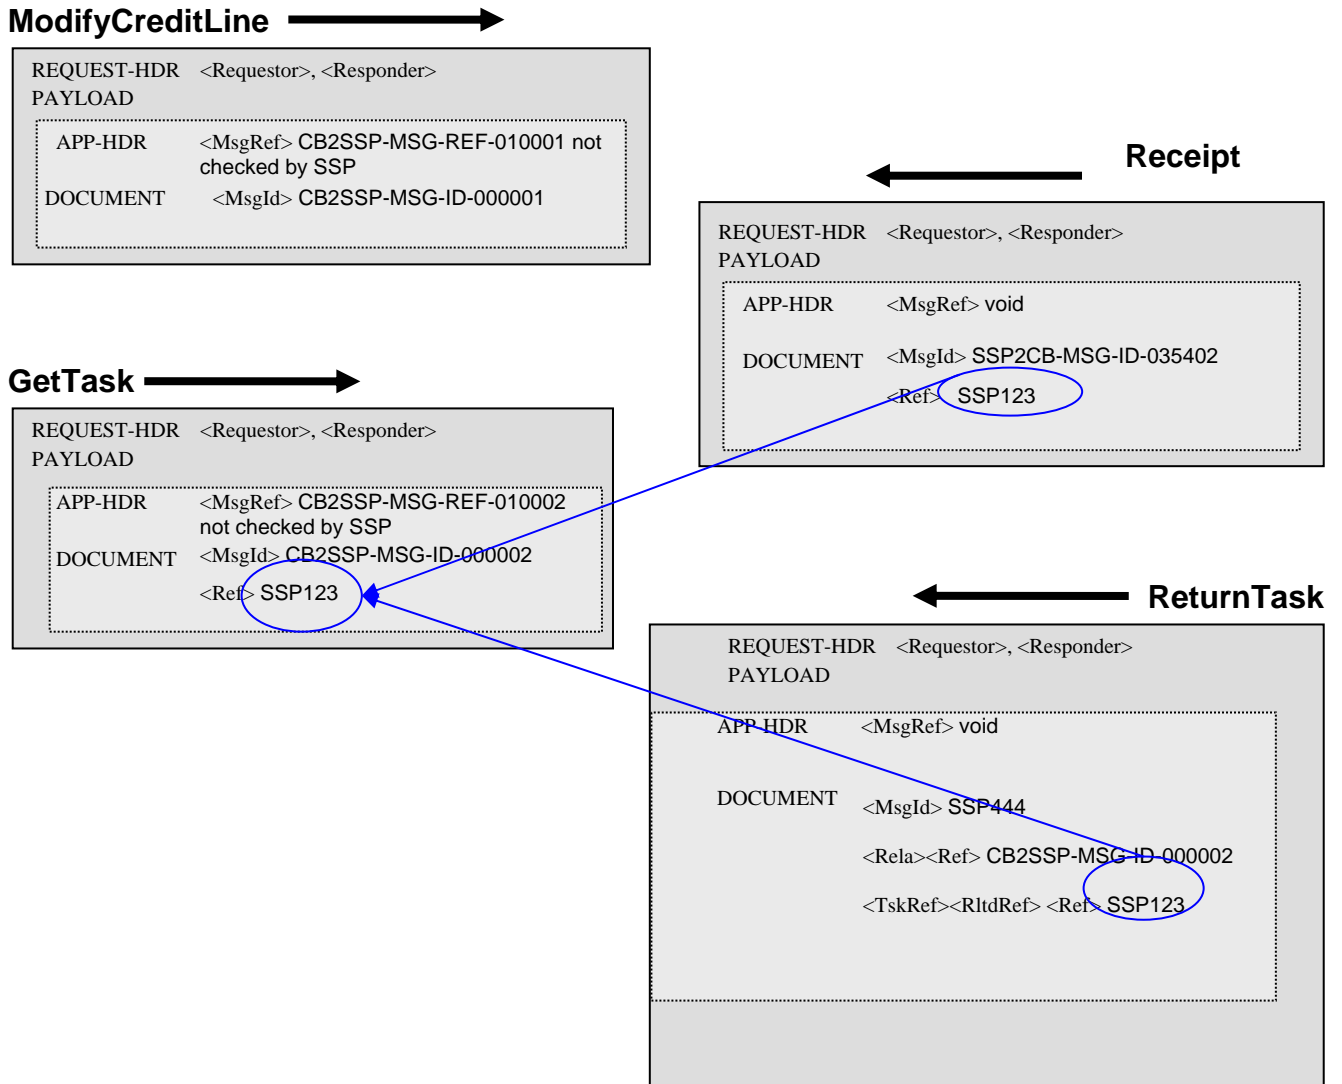 ModifyCreditLine
REQUEST-HDR <Requestor>, <Responder>
PAYLOAD
APP-HDR <MsgRef> CB2SSP-MSG-REF-010001 not
checked by SSP
DOCUMENT <MsgId> CB2SSP-MSG-ID-000001
Receipt
REQUEST-HDR <Requestor>, <Responder>
PAYLOAD
APP-HDR <MsgRef> void
DOCUMENT <MsgId> SSP2CB-MSG-ID-035402
<Ref> SSP123
GetTask
REQUEST-HDR <Requestor>, <Responder>
PAYLOAD
APP-HDR <MsgRef> CB2SSP-MSG-REF-010002
not checked by SSP
DOCUMENT <MsgId> CB2SSP-MSG-ID-000002
<Ref> SSP123
ReturnTask
REQUEST-HDR <Requestor>, <Responder>
PAYLOAD
APP-HDR <MsgRef> void
DOCUMENT <MsgId> SSP444
<Rela><Ref> CB2SSP-MSG-ID-000002
<TskRef><RltdRef> <Ref> SSP123